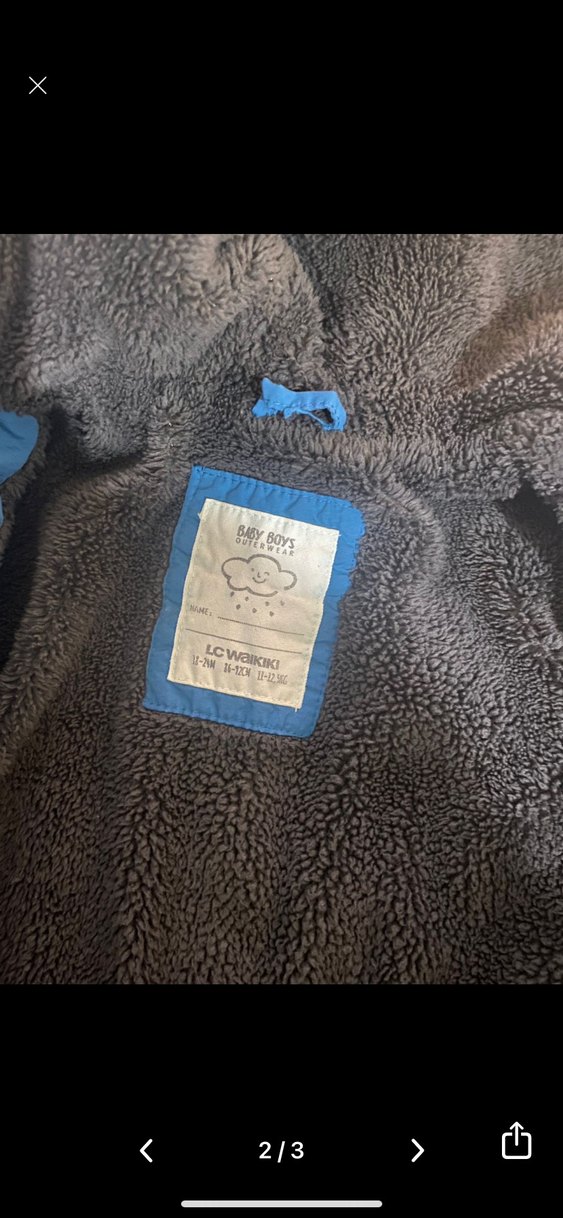 BABY BOYS
OUTERWEAR
NAME:
LC WAIKIKI
18-24M 86-92CM 11-12,5KG
2 / 3